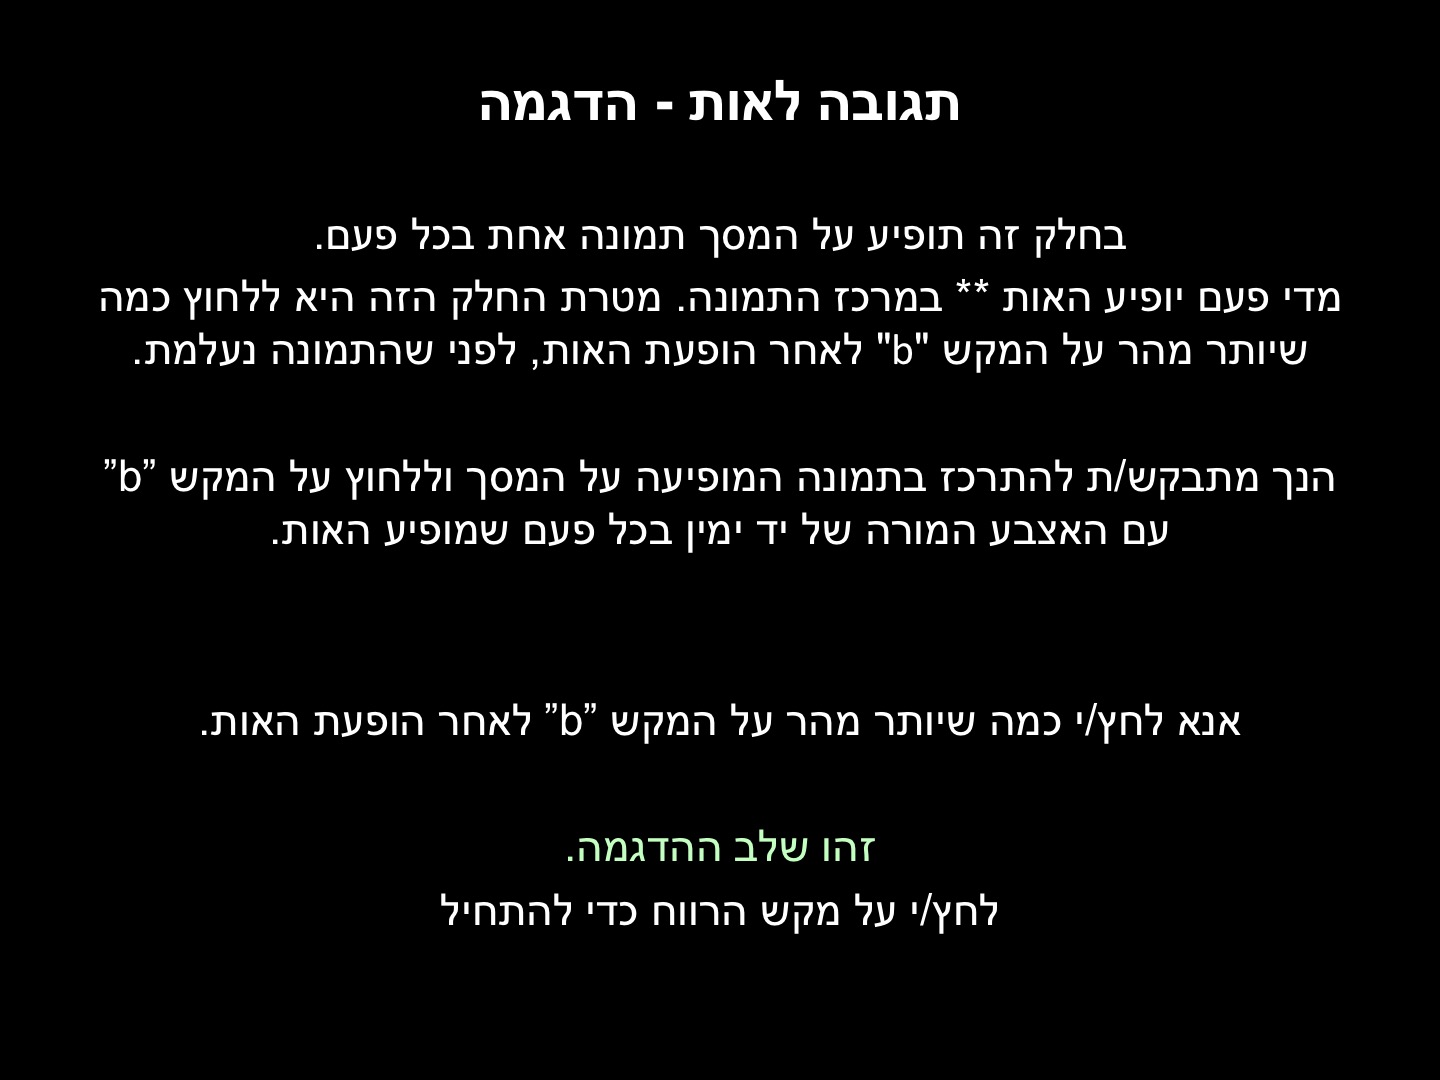 תגובה לאות - הדגמה
בחלק זה תופיע על המסך תמונה אחת בכל פעם.
מדי פעם יופיע האות ** במרכז התמונה. מטרת החלק הזה היא ללחוץ כמה
שיותר מהר על המקש "b" לאחר הופעת האות, לפני שהתמונה נעלמת.
הנך מתבקש/ת להתרכז בתמונה המופיעה על המסך וללחוץ על המקש ”b”
עם האצבע המורה של יד ימין בכל פעם שמופיע האות.
אנא לחץ/י כמה שיותר מהר על המקש ”b” לאחר הופעת האות.
זהו שלב ההדגמה.
לחץ/י על מקש הרווח כדי להתחיל